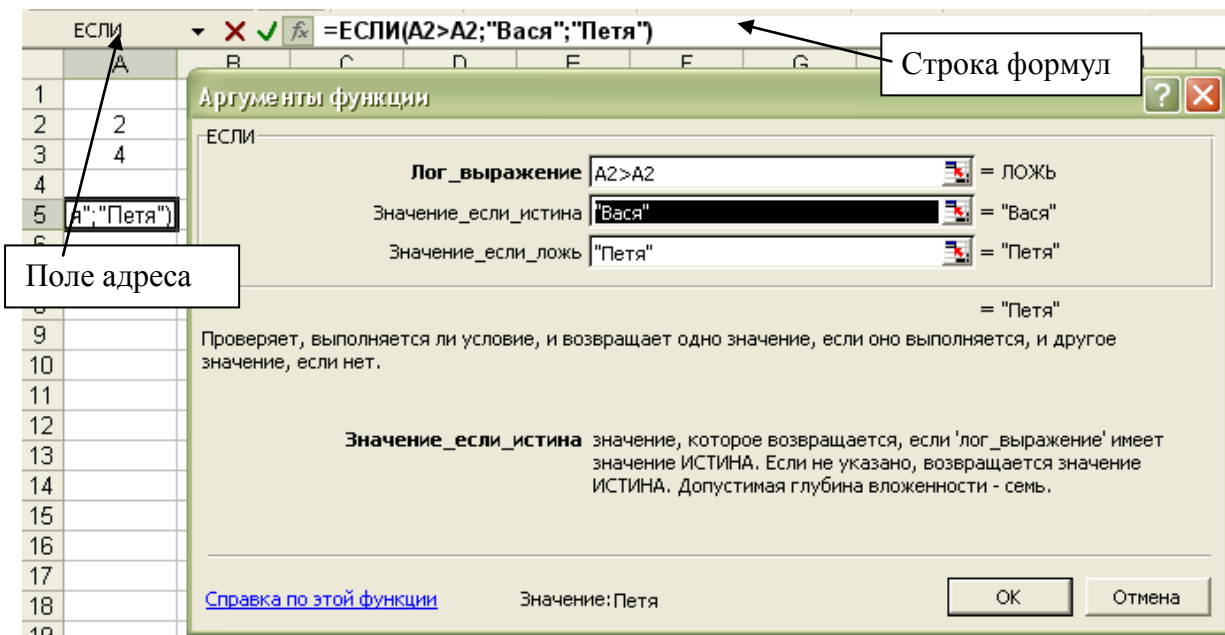 ЕСЛИ =ЕСЛИ(A2>A2;"Вася";"Петя")
Строка формул
A B C D E F G
Аргументы функции
1
2 2
ЕСЛИ
3 4
Лог_выражение A2>A2 = ЛОЖЬ
4
5 я";"Петя")
Значение_если_истина "Вася" = "Вася"
6
Значение_если_ложь "Петя" = "Петя"
Поле адреса
8
= "Петя"
9
Проверяет, выполняется ли условие, и возвращает одно значение, если оно выполняется, и другое
10
значение, если нет.
11
12
Значение_если_истина значение, которое возвращается, если 'лог_выражение' имеет
13
значение ИСТИНА. Если не указано, возвращается значение
14
ИСТИНА. Допустимая глубина вложенности - семь.
15
16
17
18
Справка по этой функции Значение:Петя OK Отмена
19